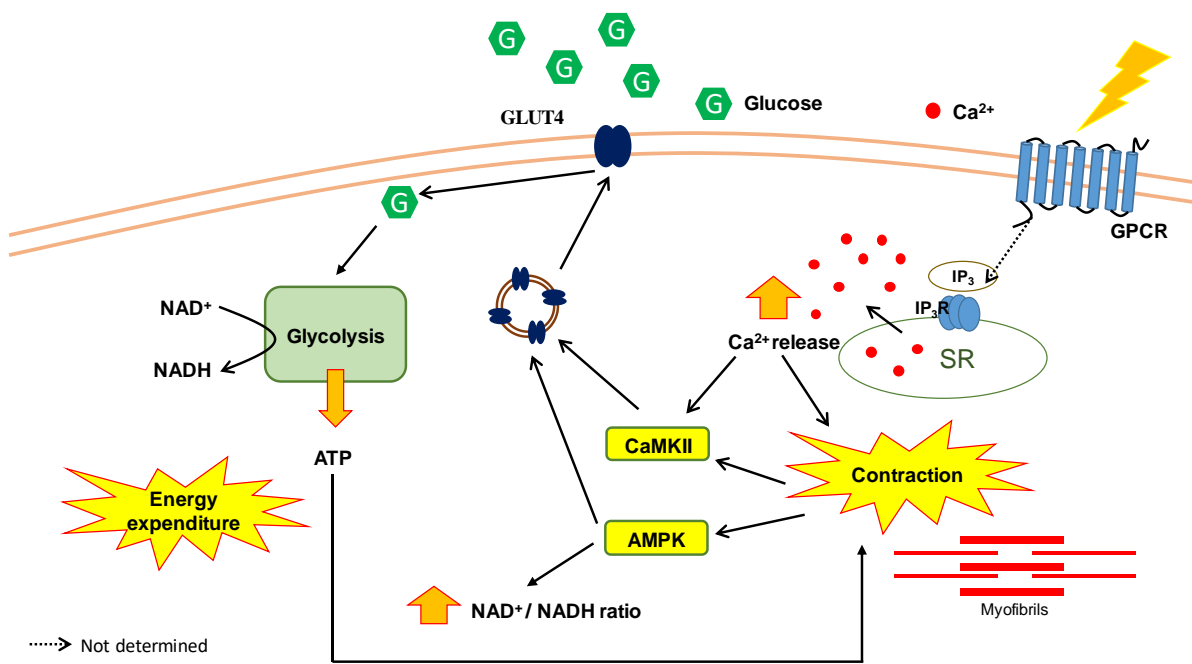 G
G
G
G
G
Glucose
Ca²⁺
GLUT4
G
GPCR
IP₃
IP₃R
NAD⁺
Glycolysis
NADH
Ca²⁺ release
SR
CaMKII
ATP
Contraction
Energy
expenditure
AMPK
NAD⁺ / NADH ratio
Myofibrils
Not determined